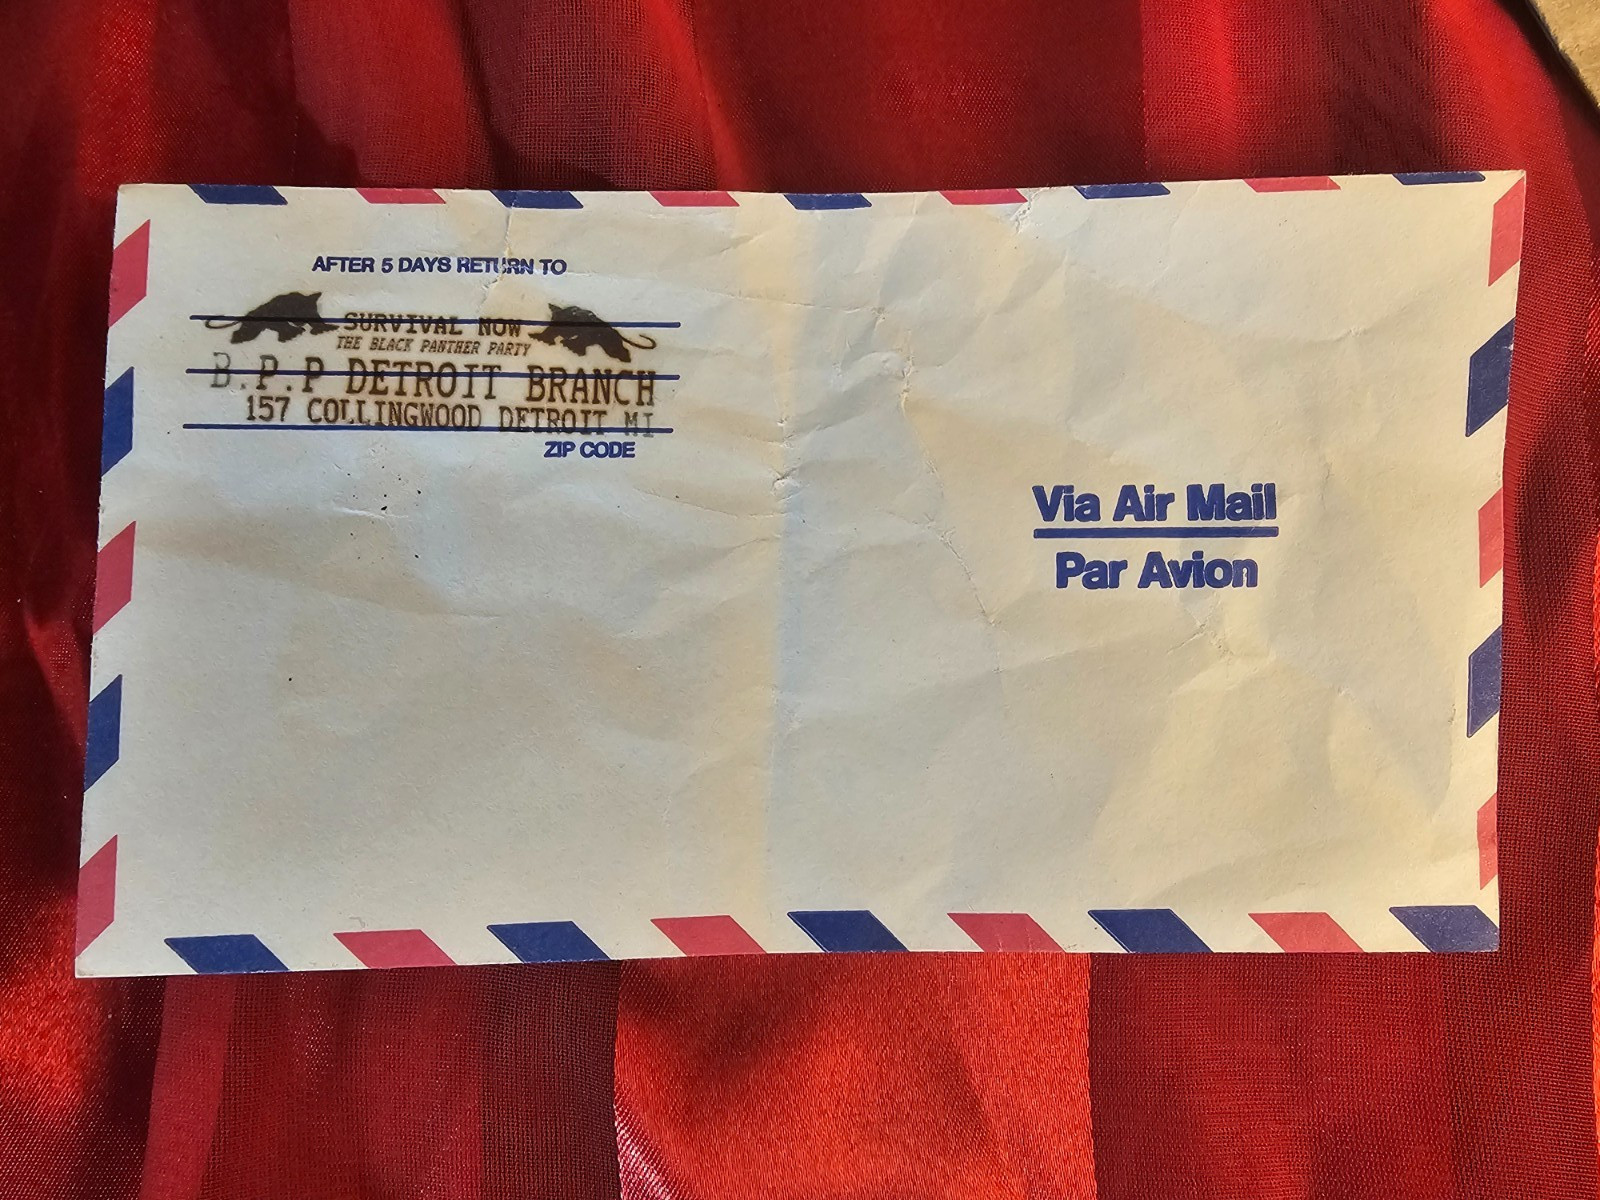 AFTER 5 DAYS RETURN TO
SURVIVAL NOW
THE BLACK PANTHER PARTY
B.P.P DETROIT BRANCH
157 COLLINGWOOD DETROIT MI
ZIP CODE
Via Air Mail
Par Avion